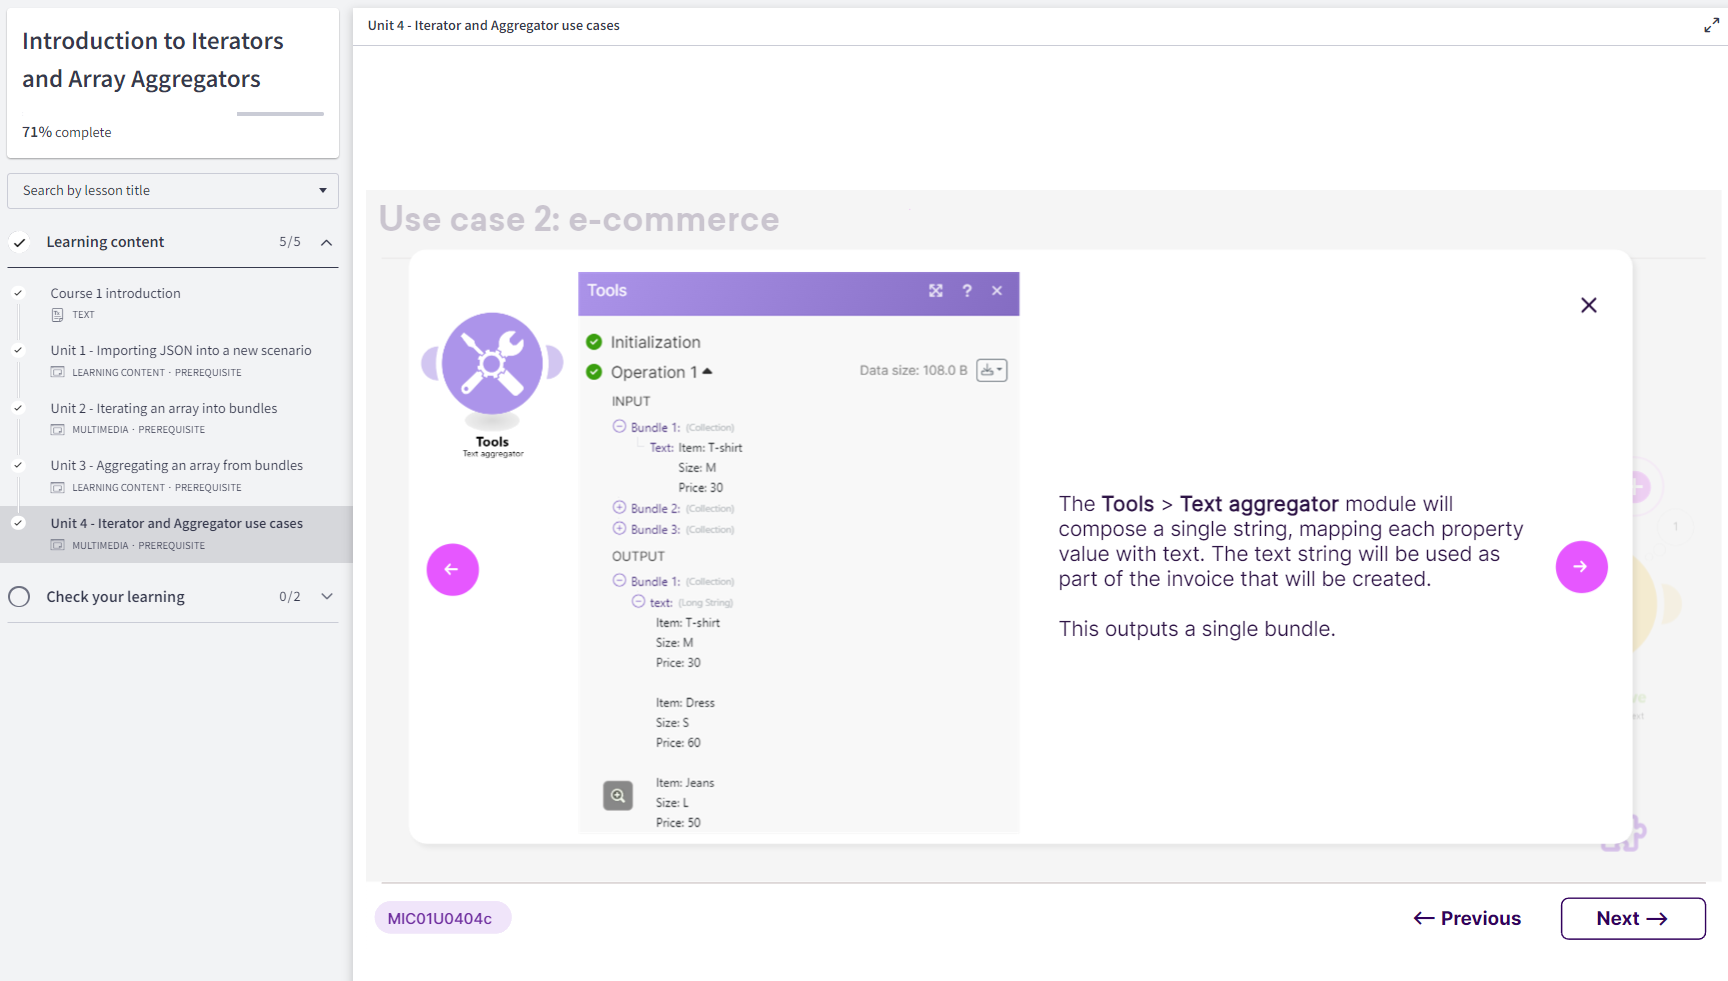 Introduction to Iterators
and Array Aggregators
71% complete
Search by lesson title
Learning content 5/5
Course 1 introduction
TEXT
Unit 1 - Importing JSON into a new scenario
LEARNING CONTENT · PREREQUISITE
Unit 2 - Iterating an array into bundles
MULTIMEDIA · PREREQUISITE
Unit 3 - Aggregating an array from bundles
LEARNING CONTENT · PREREQUISITE
Unit 4 - Iterator and Aggregator use cases
MULTIMEDIA · PREREQUISITE
Check your learning 0/2
Unit 4 - Iterator and Aggregator use cases
Use case 2: e-commerce
Tools
Text aggregator
Tools ?
Initialization
Operation 1 Data size: 108.0 B
INPUT
Bundle 1: (Collection)
Text: Item: T-shirt
Size: M
Price: 30
Bundle 2: (Collection)
Bundle 3: (Collection)
OUTPUT
Bundle 1: (Collection)
text: (Long String)
Item: T-shirt
Size: M
Price: 30
Item: Dress
Size: S
Price: 60
Item: Jeans
Size: L
Price: 50
The Tools > Text aggregator module will
compose a single string, mapping each property
value with text. The text string will be used as
part of the invoice that will be created.
This outputs a single bundle.
1
MIC01U0404c
← Previous
Next →